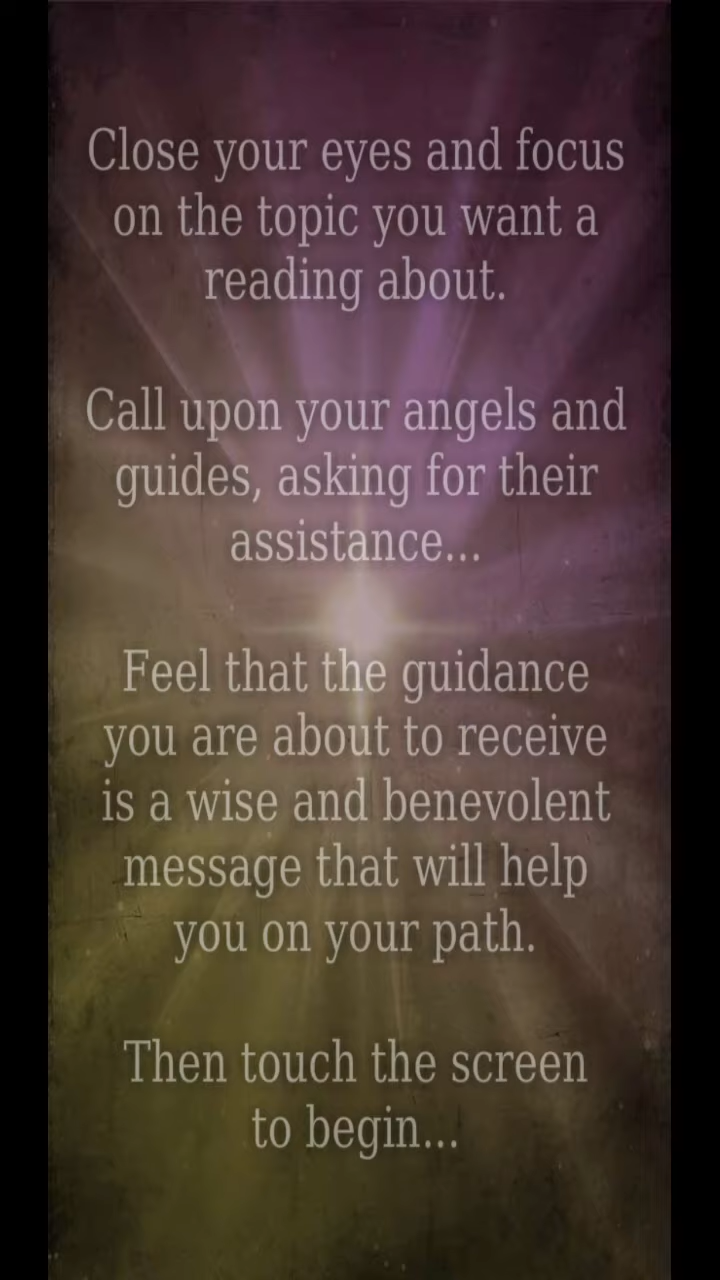 Close your eyes and focus
on the topic you want a
reading about.
Call upon your angels and
guides, asking for their
assistance...
Feel that the guidance
you are about to receive
is a wise and benevolent
message that will help
you on your path.
Then touch the screen
to begin...